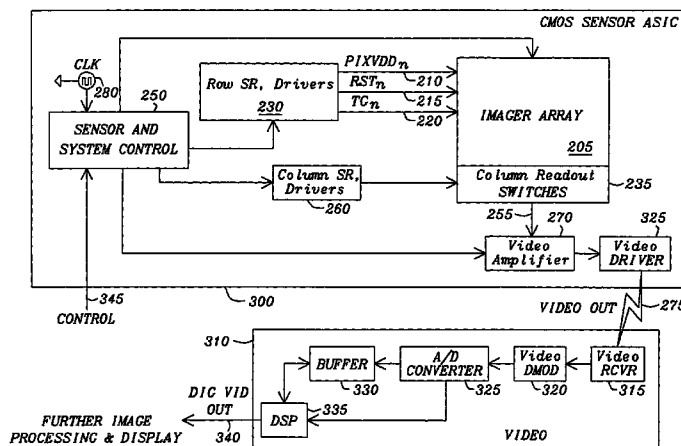 CMOS SENSOR ASIC
CLK
280
250
SENSOR AND
SYSTEM CONTROL
Row SR, Drivers
230
PIXVDDn
210
RSTn
215
TGn
220
IMAGER ARRAY
205
Column Readout
SWITCHES
235
Column SR,
Drivers
260
255
270
325
Video
Amplifier
Video
DRIVER
345
300
CONTROL
VIDEO OUT
275
310
BUFFER
330
A/D
CONVERTER
325
Video
DMOD
320
Video
RCVR
315
DIG VID
OUT
DSP
335
340
FURTHER IMAGE
PROCESSING & DISPLAY
VIDEO